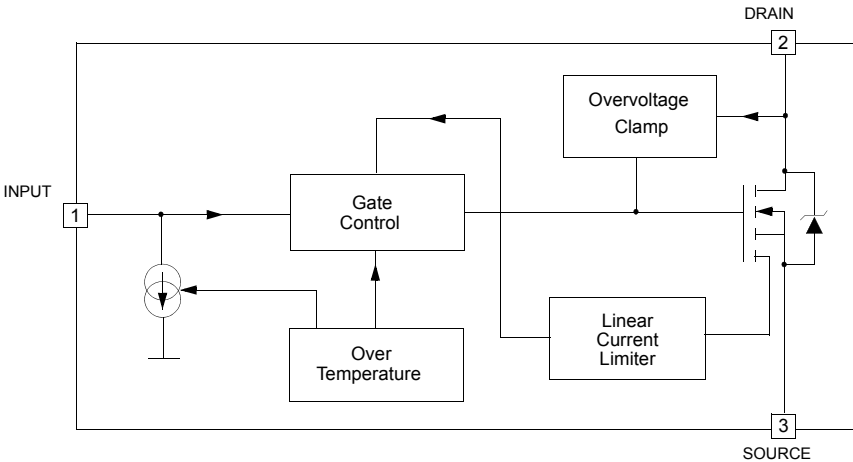 DRAIN
2
Overvoltage
Clamp
INPUT
1
Gate
Control
Linear
Current
Limiter
Over
Temperature
3
SOURCE